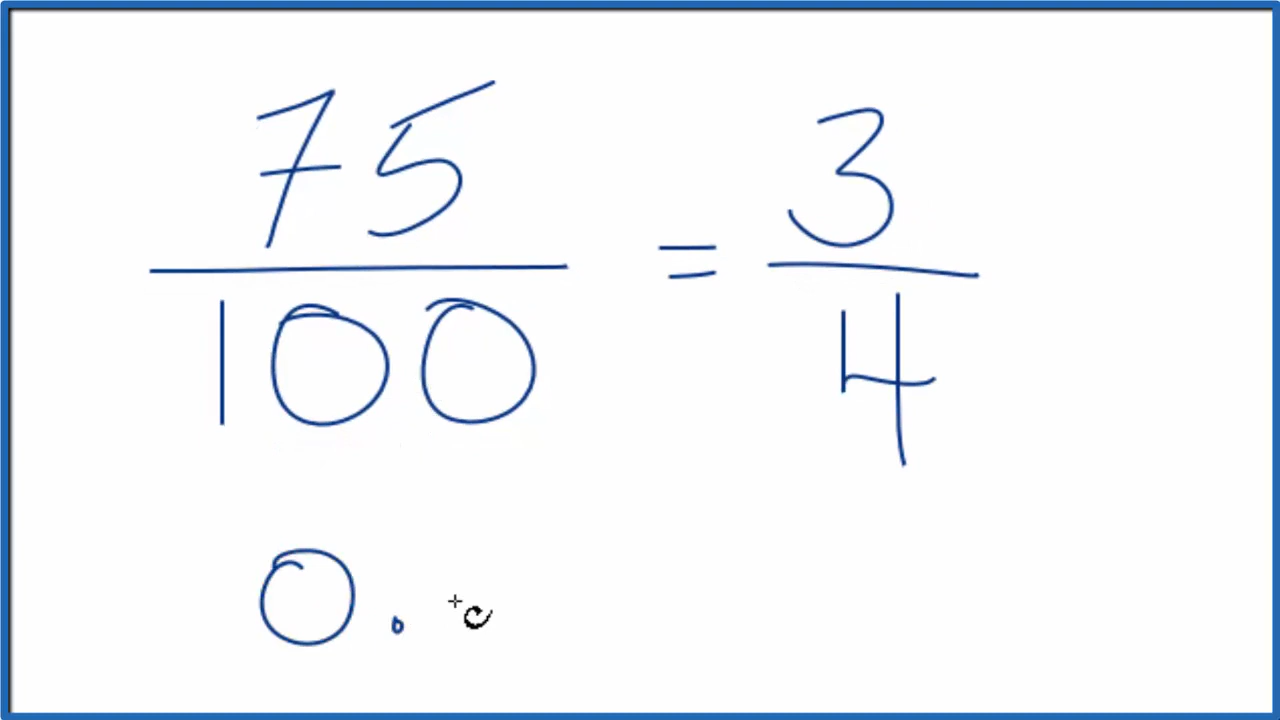 75/100 = 3/4
0.